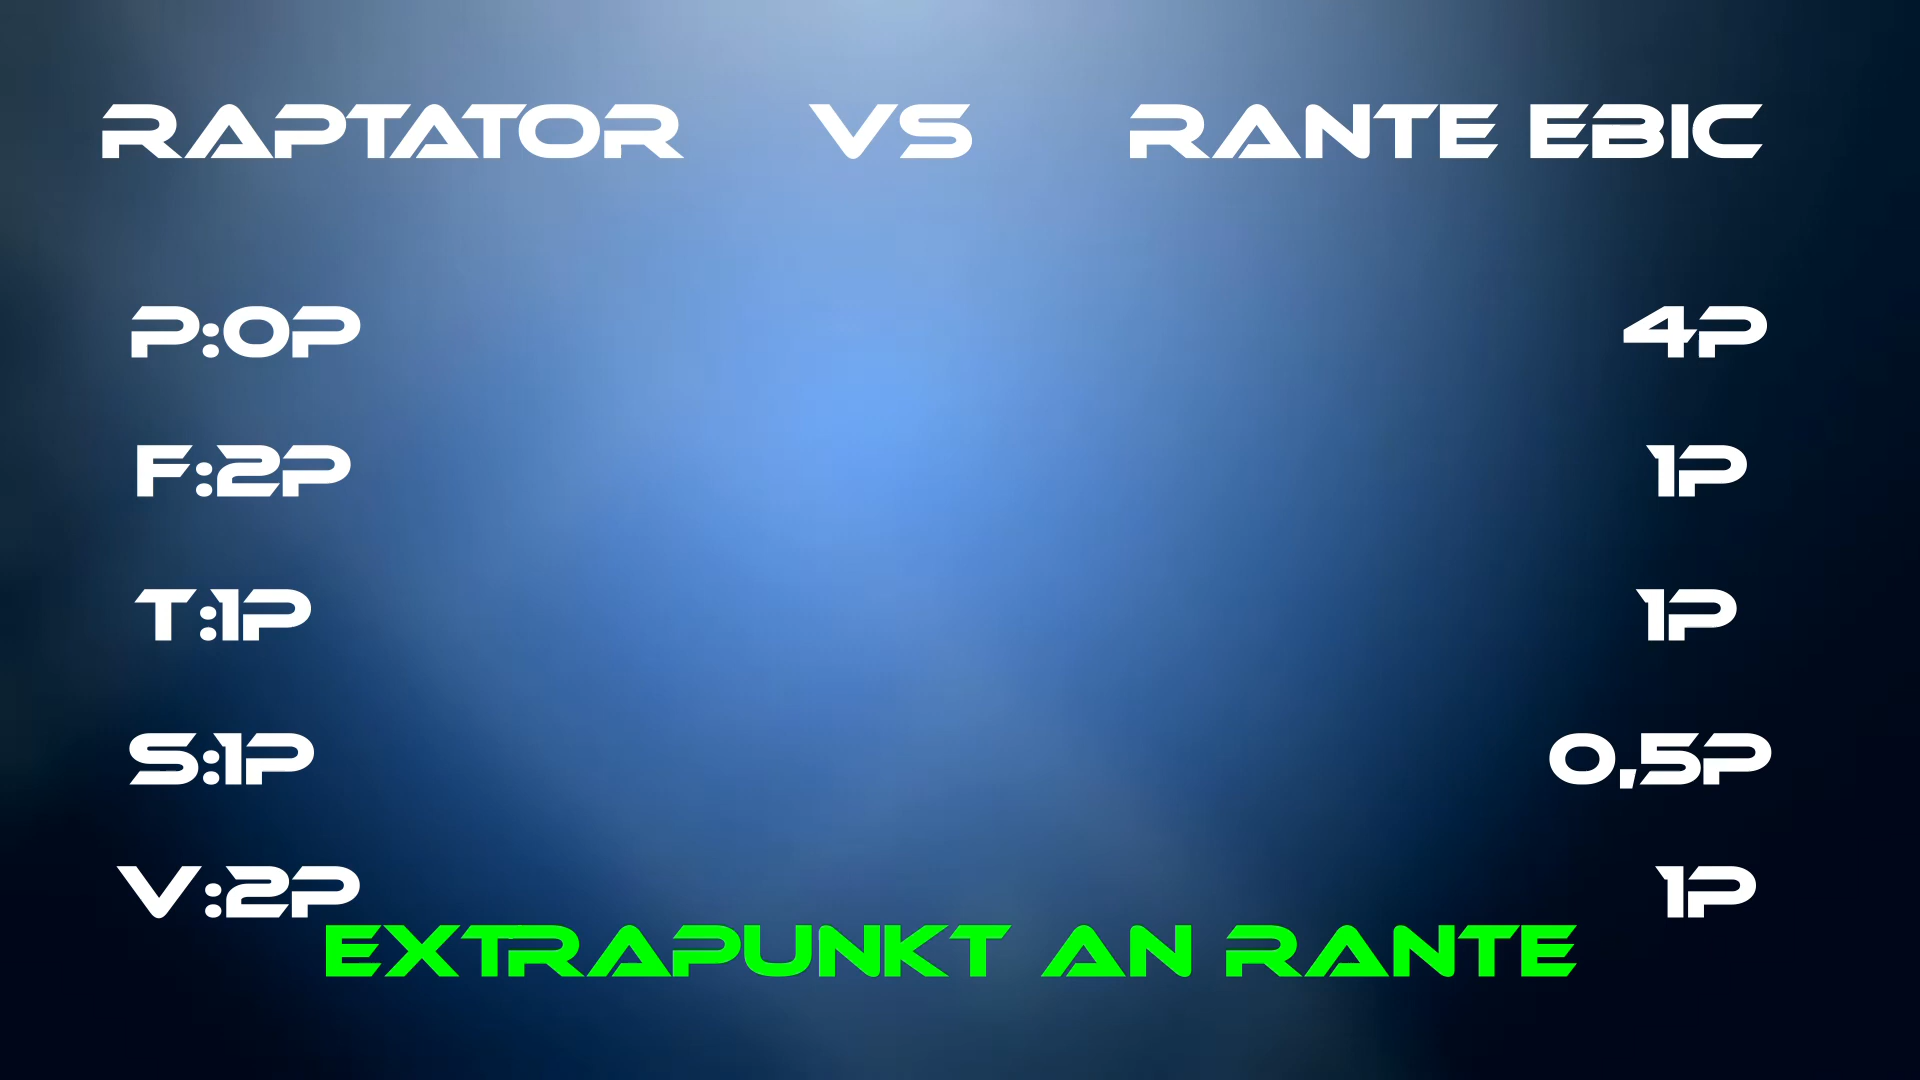 RAPTATOR VS RANTE EBIC
P:0P 4P
F:2P 1P
T:1P 1P
S:1P 0,5P
V:2P 1P
EXTRAPUNKT AN RANTE